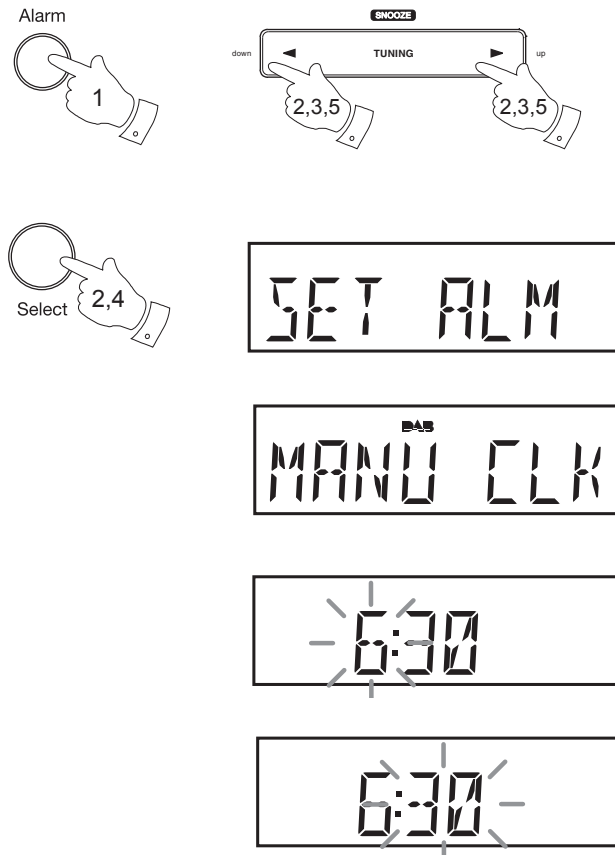 Alarm
SNOOZE
down ◄ TUNING ► up
1
2,3,5 2,3,5
Select 2,4
SET ALM
DAB
MANU CLK
6:30
6:30